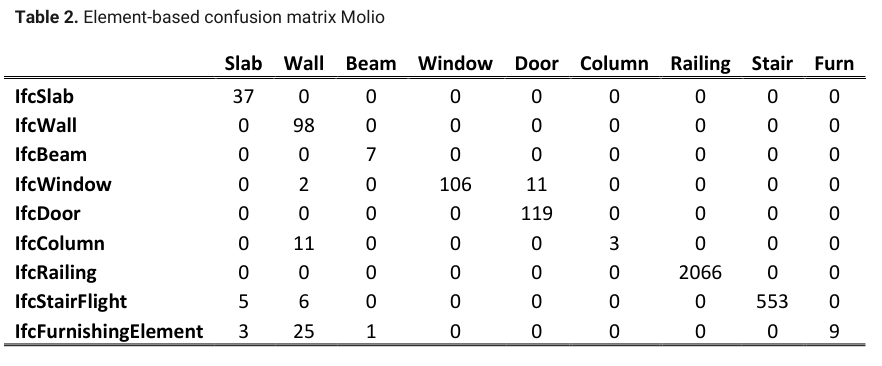 Table 2. Element-based confusion matrix Molio
Slab Wall Beam Window Door Column Railing Stair Furn
IfcSlab 37 0 0 0 0 0 0 0 0
IfcWall 0 98 0 0 0 0 0 0 0
IfcBeam 0 0 7 0 0 0 0 0 0
IfcWindow 0 2 0 106 11 0 0 0 0
IfcDoor 0 0 0 0 119 0 0 0 0
IfcColumn 0 11 0 0 0 3 0 0 0
IfcRailing 0 0 0 0 0 0 2066 0 0
IfcStairFlight 5 6 0 0 0 0 0 553 0
IfcFurnishingElement 3 25 1 0 0 0 0 0 9